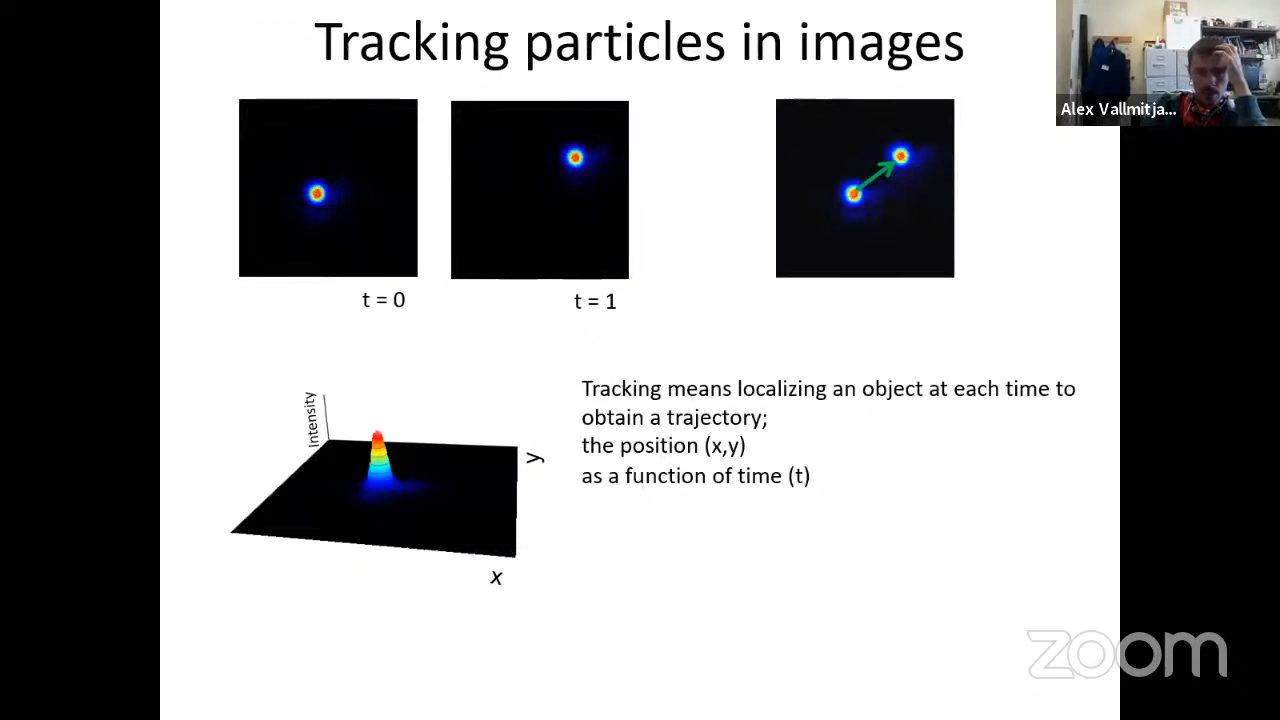 Tracking particles in images
Alex Vallmitja...
t = 0
t = 1
Intensity
y
x
Tracking means localizing an object at each time to
obtain a trajectory;
the position (x,y)
as a function of time (t)
zoom